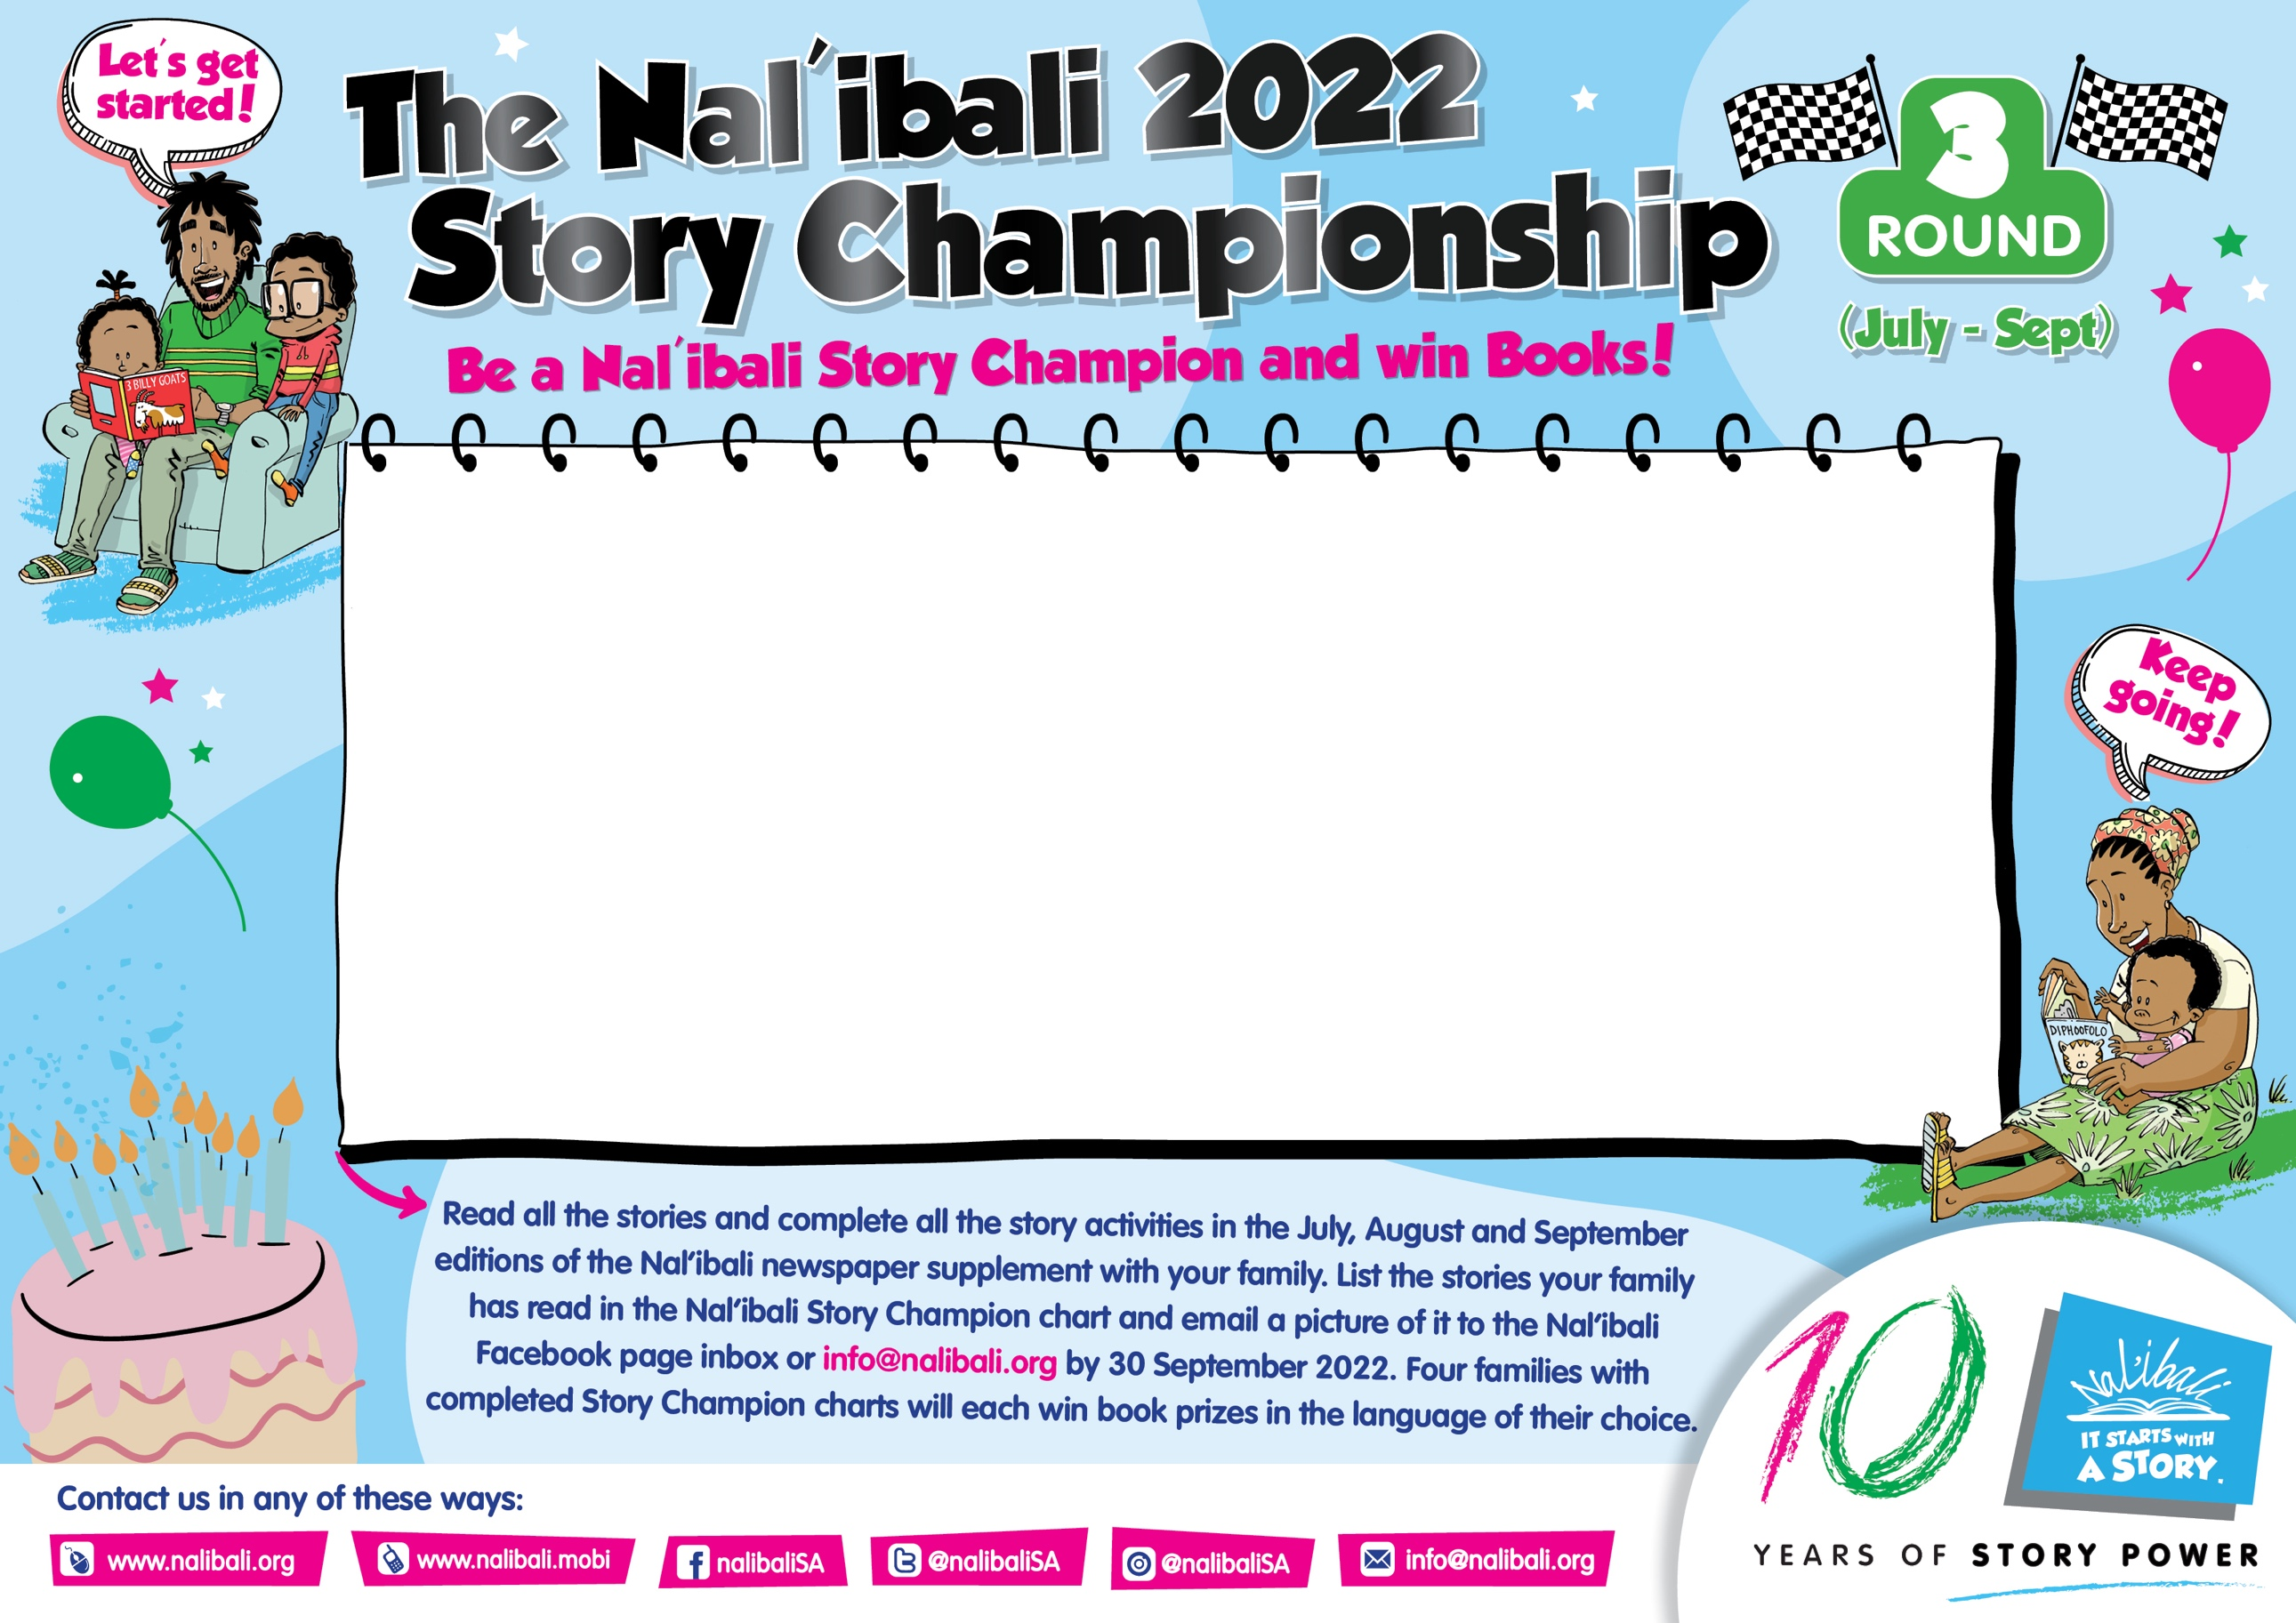 Let's get
started!
The Nal'ibali 2022
Story Championship
Be a Nal'ibali Story Champion and win Books!
3
ROUND
(July - Sept)
3 BILLY GOATS
Keep
going!
DIPHOOFOLO
Read all the stories and complete all the story activities in the July, August and September
editions of the Nal'ibali newspaper supplement with your family. List the stories your family
has read in the Nal'ibali Story Champion chart and email a picture of it to the Nal'ibali
Facebook page inbox or info@nalibali.org by 30 September 2022. Four families with
completed Story Champion charts will each win book prizes in the language of their choice.
Contact us in any of these ways:
www.nalibali.org
www.nalibali.mobi
nalibaliSA
@nalibaliSA
@nalibaliSA
info@nalibali.org
10
Nal'ibali
IT STARTS WITH
A STORY.
YEARS OF STORY POWER